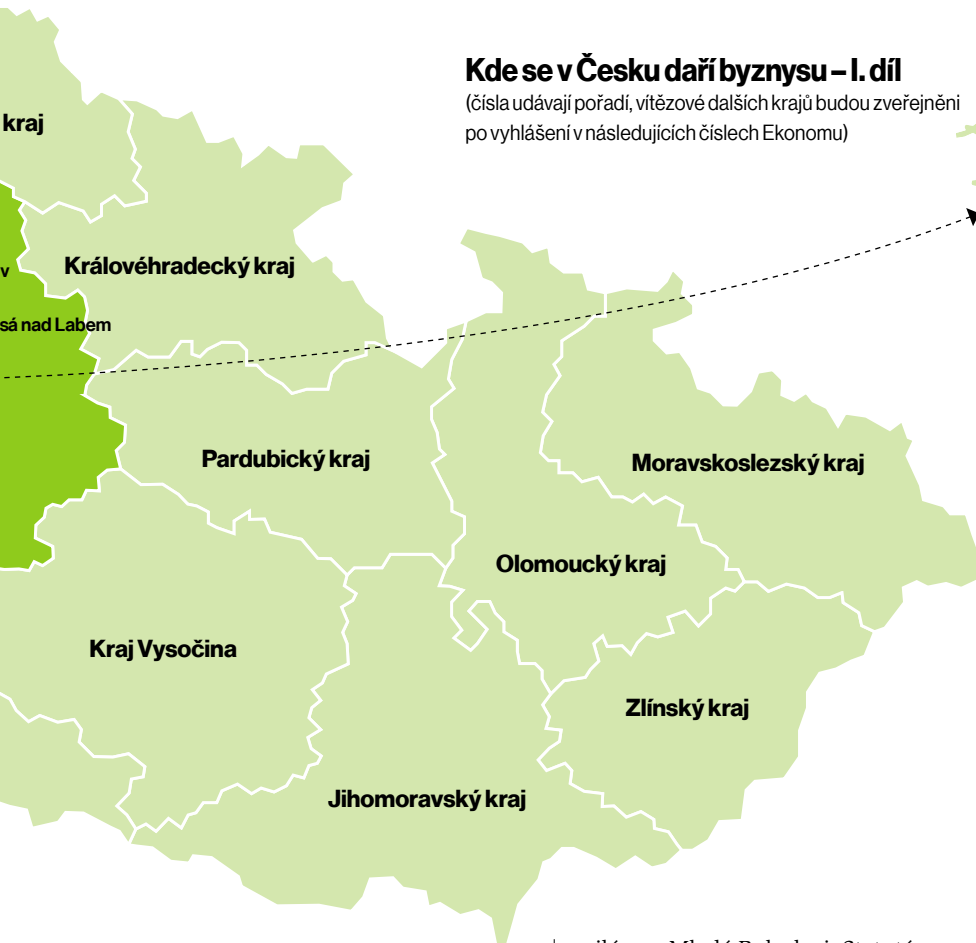 Kde se v Česku daří byznysu – I. díl
(čísla udávají pořadí, vítězové dalších krajů budou zveřejněni
po vyhlášení v následujících číslech Ekonomu)
kraj
Královéhradecký kraj
v
sá nad Labem
Pardubický kraj
Moravskoslezský kraj
Olomoucký kraj
Kraj Vysočina
Zlínský kraj
Jihomoravský kraj